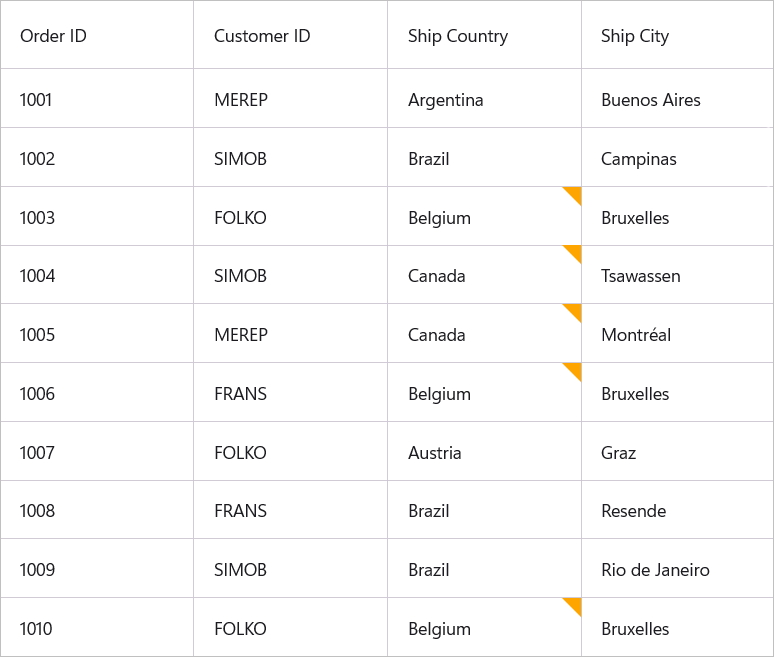 Order ID Customer ID Ship Country Ship City
1001 MEREP Argentina Buenos Aires
1002 SIMOB Brazil Campinas
1003 FOLKO Belgium Bruxelles
1004 SIMOB Canada Tsawassen
1005 MEREP Canada Montréal
1006 FRANS Belgium Bruxelles
1007 FOLKO Austria Graz
1008 FRANS Brazil Resende
1009 SIMOB Brazil Rio de Janeiro
1010 FOLKO Belgium Bruxelles